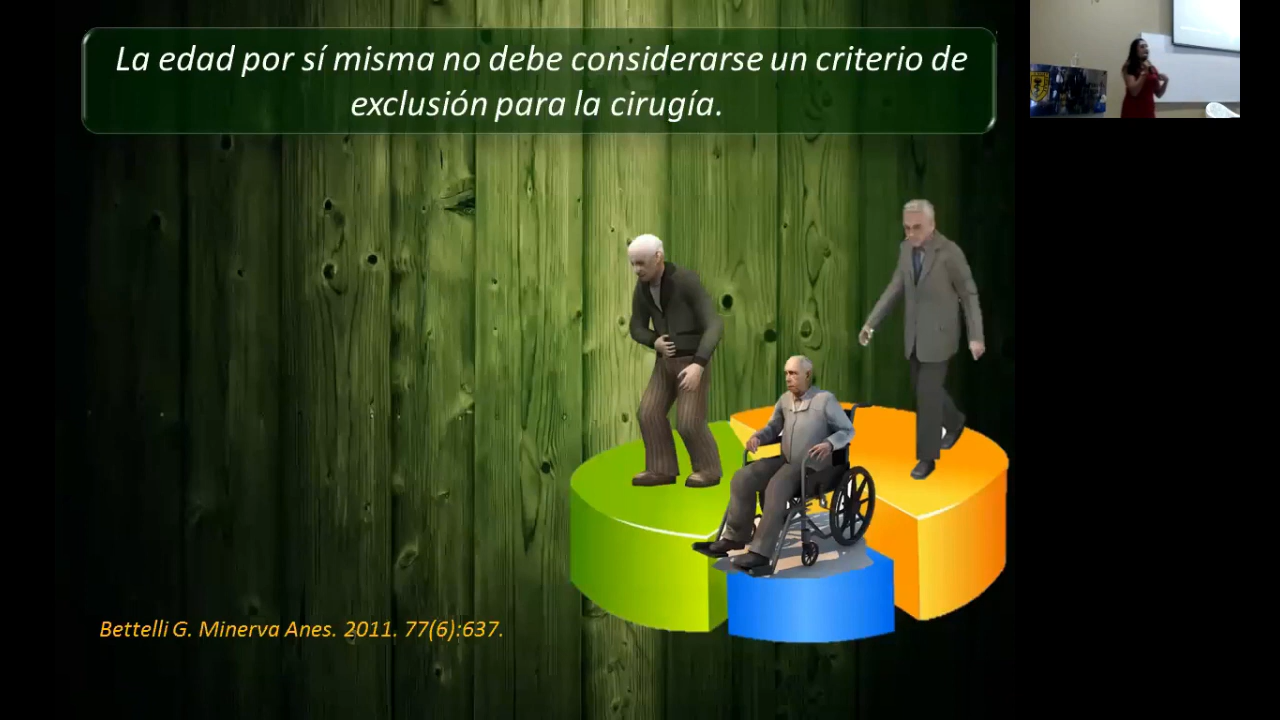 La edad por sí misma no debe considerarse un criterio de
exclusión para la cirugía.
Bettelli G. Minerva Anes. 2011. 77(6):637.